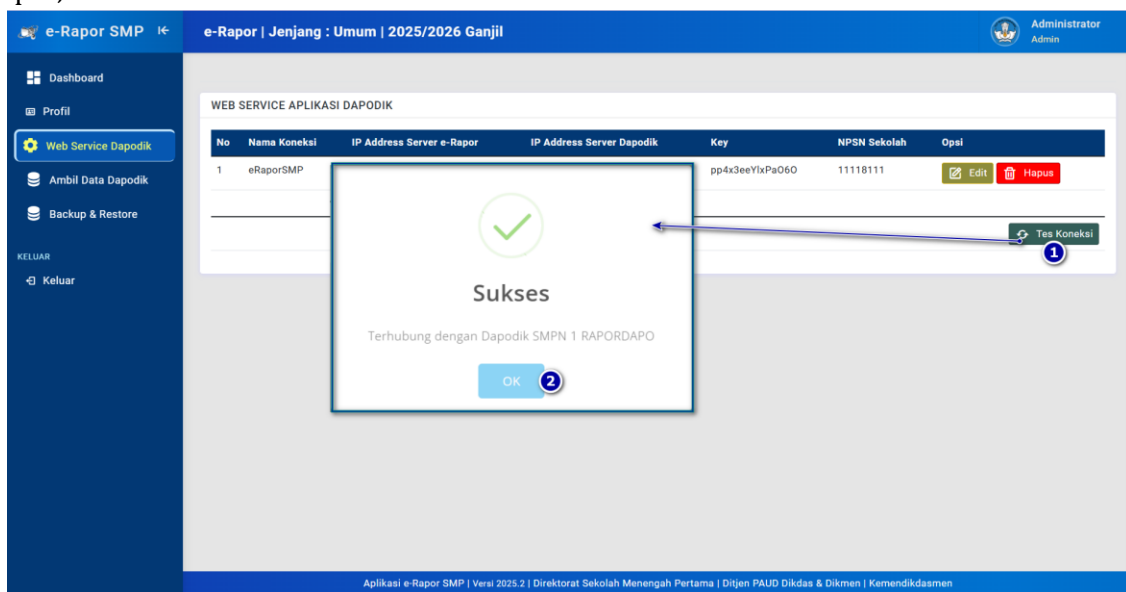 e-Rapor SMP
e-Rapor | Jenjang : Umum | 2025/2026 Ganjil
Administrator
Admin
Dashboard
Profil
Web Service Dapodik
Ambil Data Dapodik
Backup & Restore
KELUAR
Keluar
WEB SERVICE APLIKASI DAPODIK
No Nama Koneksi IP Address Server e-Rapor IP Address Server Dapodik Key NPSN Sekolah Opsi
1 eRaporSMP pp4x3eeYlxPaO6O 11118111 Edit Hapus
Tes Koneksi
1
Sukses
Terhubung dengan Dapodik SMPN 1 RAPORDAPO
OK 2
Aplikasi e-Rapor SMP | Versi 2025.2 | Direktorat Sekolah Menengah Pertama | Ditjen PAUD Dikdas & Dikmen | Kemendikdasmen